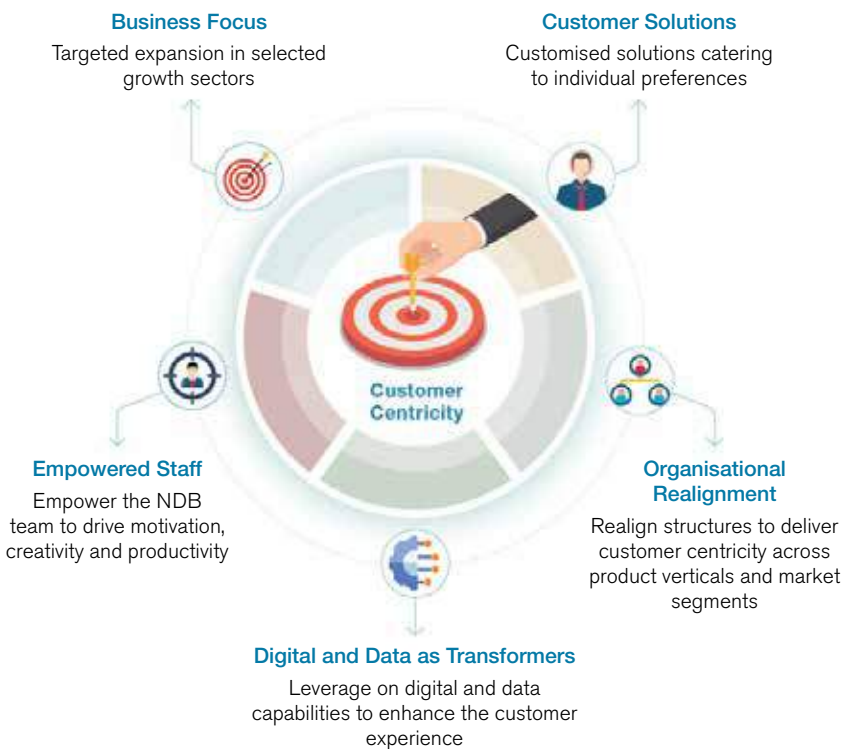 Business Focus
Targeted expansion in selected
growth sectors
Customer Solutions
Customised solutions catering
to individual preferences
Customer
Centricity
Empowered Staff
Empower the NDB
team to drive motivation,
creativity and productivity
Organisational
Realignment
Realign structures to deliver
customer centricity across
product verticals and market
segments
Digital and Data as Transformers
Leverage on digital and data
capabilities to enhance the customer
experience